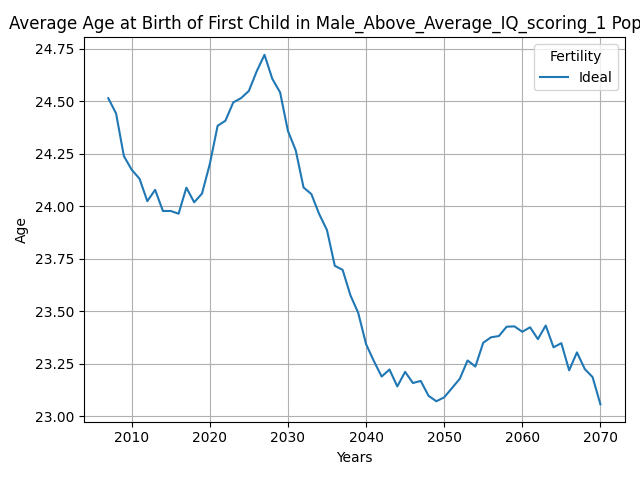 Average Age at Birth of First Child in Male_Above_Average_IQ_scoring_1 Pop
Fertility
Ideal
24.75
24.50
24.25
24.00
23.75
23.50
23.25
23.00
Age
2010 2020 2030 2040 2050 2060 2070
Years